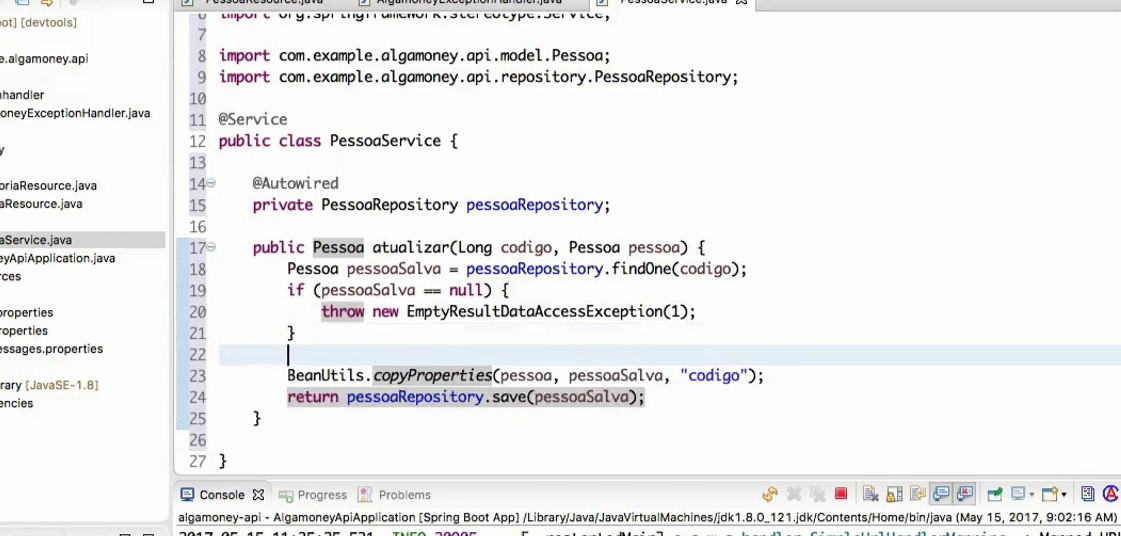 PessoaResource.java
AlgamoneyExceptionHandler.java
PessoaService.java
oot] [devtools]
e.algamoney.api
nhandler
oneyExceptionHandler.java
y
oriaResource.java
aResource.java
aService.java
eyApiApplication.java
rces
properties
roperties
essages.properties
rary [JavaSE-1.8]
encies
6 import org.springframework.stereotype.Service;
7
8 import com.example.algamoney.api.model.Pessoa;
9 import com.example.algamoney.api.repository.PessoaRepository;
10
11 @Service
12 public class PessoaService {
13
14 @Autowired
15 private PessoaRepository pessoaRepository;
16
17 public Pessoa atualizar(Long codigo, Pessoa pessoa) {
18 Pessoa pessoaSalva = pessoaRepository.findOne(codigo);
19 if (pessoaSalva == null) {
20 throw new EmptyResultDataAccessException(1);
21 }
22
23 BeanUtils.copyProperties(pessoa, pessoaSalva, "codigo");
24 return pessoaRepository.save(pessoaSalva);
25 }
26
27 }
Console Progress Problems
algamoney-api - AlgamoneyApiApplication [Spring Boot App] /Library/Java/JavaVirtualMachines/jdk1.8.0_121.jdk/Contents/Home/bin/java (May 15, 2017, 9:02:16 AM)